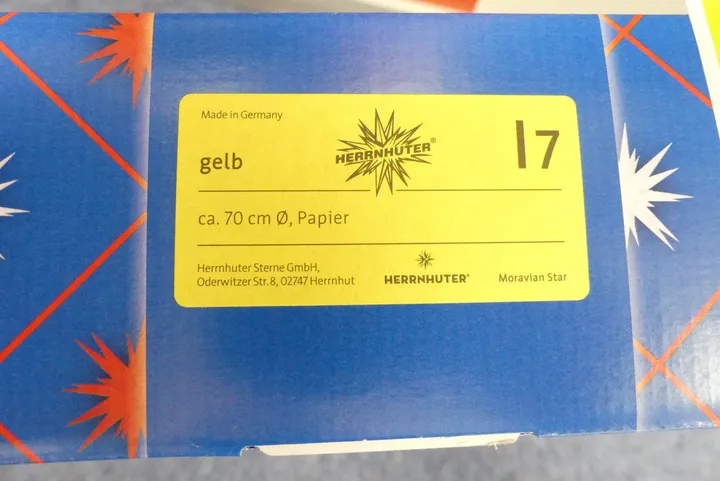 Made in Germany
HERRNHUTER®
I7
gelb
ca. 70 cm Ø, Papier
Herrnhuter Sterne GmbH,
Oderwitzer Str. 8, 02747 Herrnhut
HERRNHUTER®
Moravian Star